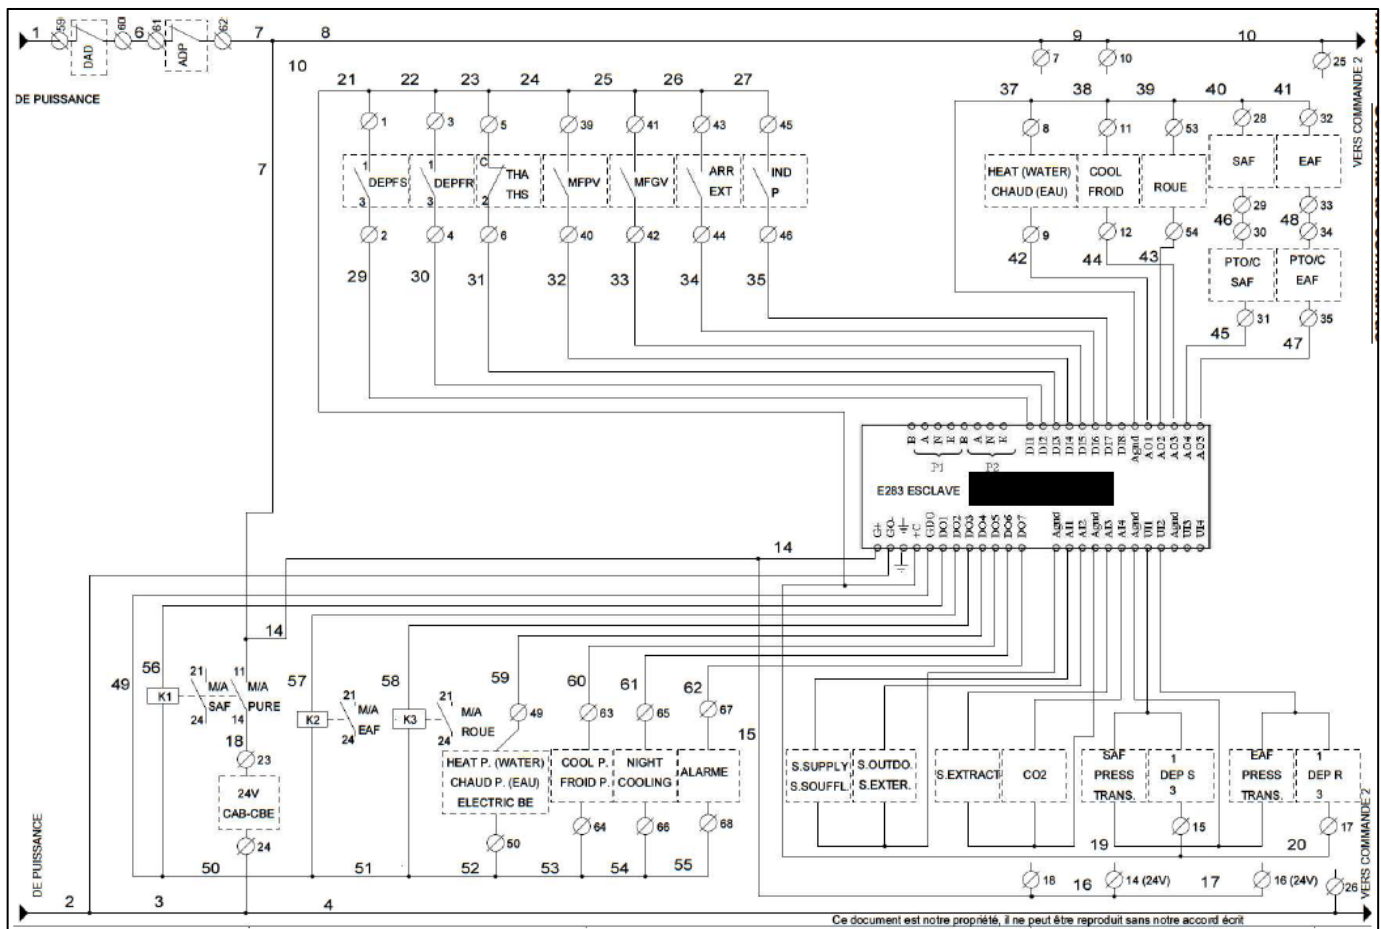 1 59 60 6 61 62 7 8 9 10
DAD ADP
7 10 25
DE PUISSANCE
VERS COMMANDE 2
10 21 22 23 24 25 26 27
37 38 39 40 41
1 3 5 39 41 43 45
8 11 53 28 32
7
1 1 C
DEPFS DEPFR THA THS MFPV MFGV ARR EXT IND P
3 3 2
HEAT (WATER)
CHAUD (EAU)
COOL
FROID
ROUE
SAF EAF
2 4 6 40 42 44 46
9 12 54 29 33
46 30 48 34
29 30 31 32 33 34 35
42 44 43
PTO/C
SAF
PTO/C
EAF
31 35
45 47
B A N E B A N E DI1 DI2 DI3 DI4 DI5 DI6 DI7 DI8 Agnd AO1 AO2 AO3 AO4 AO5
P1 P2
E283 ESCLAVE
G+ GO- +C GDO DO1 DO2 DO3 DO4 DO5 DO6 DO7 Agnd AI1 AI2 Agnd AI3 AI4 Agnd UI1 UI2 Agnd UI3 UI4
14
14
49 56 57 58 59 60 61 62
K1
21 M/A SAF 24
11 M/A PURE 14
K2
21 M/A EAF 24
K3
21 M/A ROUE 24
49 63 65 67
15
18
23
24V
CAB-CBE
24
HEAT P. (WATER)
CHAUD P. (EAU)
ELECTRIC BE
COOL P.
FROID P.
NIGHT
COOLING
ALARME
S.SUPPLY
S.SOUFFL.
S.OUTDO.
S.EXTER.
S.EXTRACT
CO2
SAF
PRESS
TRANS.
1
DEP S
3
EAF
PRESS
TRANS.
1
DEP R
3
50 64 66 68
15 17
19 20
50 51 52 53 54 55
18 16 14 (24V) 17 16 (24V) 26
DE PUISSANCE
VERS COMMANDE 2
2 3 4
Ce document est notre propriété, il ne peut être reproduit sans notre accord écrit